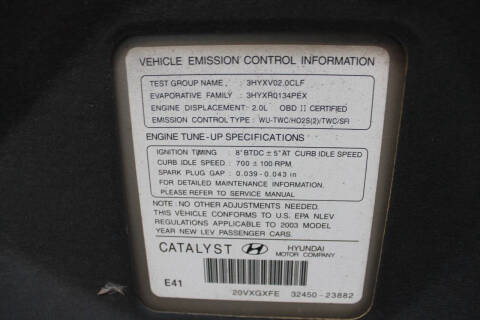 VEHICLE EMISSION CONTROL INFORMATION
TEST GROUP NAME : 3HYXV02.0CLF
EVAPORATIVE FAMILY : 3HYXR0134PEX
ENGINE DISPLACEMENT: 2.0L OBD II CERTIFIED
EMISSION CONTROL TYPE: WU-TWC/HO2S(2)/TWC/SFI
ENGINE TUNE-UP SPECIFICATIONS
IGNITION TIMING : 8°BTDC ± 5°AT CURB IDLE SPEED
CURB IDLE SPEED : 700 ± 100 RPM
SPARK PLUG GAP : 0.039-0.043 in
FOR DETAILED MAINTENANCE INFORMATION,
PLEASE REFER TO SERVICE MANUAL
NOTE: NO OTHER ADJUSTMENTS NEEDED.
THIS VEHICLE CONFORMS TO U.S. EPA NLEV
REGULATIONS APPLICABLE TO 2003 MODEL
YEAR NEW LEV PASSENGER CARS.
CATALYST HYUNDAI
MOTOR COMPANY
E41
20VXGXFE 32450-23882